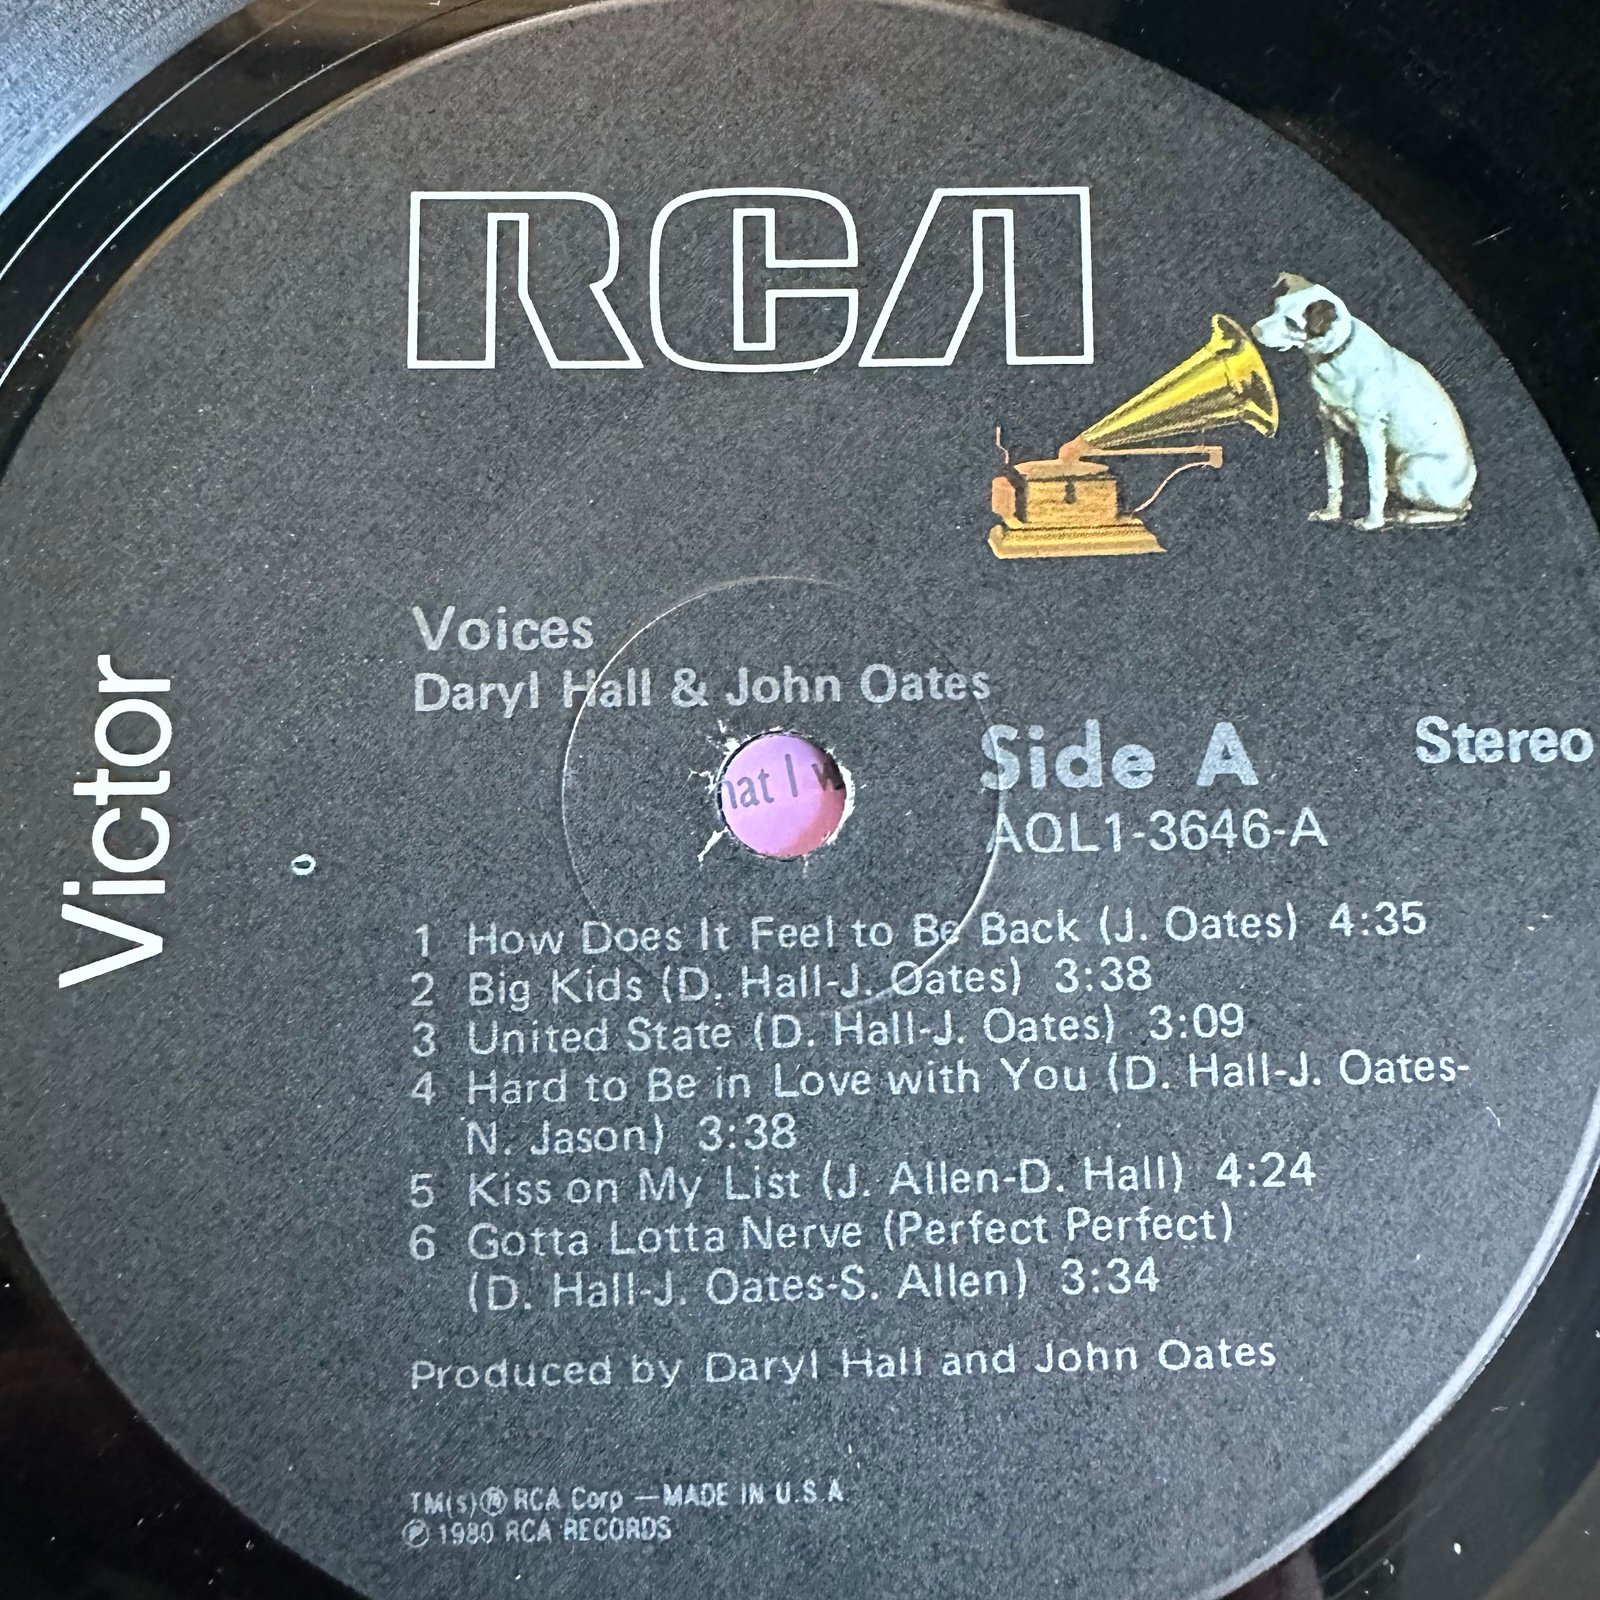 RCA
Victor
Voices
Daryl Hall & John Oates
Side A
Stereo
AQL1-3646-A
hat I w
1 How Does It Feel to Be Back (J. Oates) 4:35
2 Big Kids (D. Hall-J. Oates) 3:38
3 United State (D. Hall-J. Oates) 3:09
4 Hard to Be in Love with You (D. Hall-J. Oates-
N. Jason) 3:38
5 Kiss on My List (J. Allen-D. Hall) 4:24
6 Gotta Lotta Nerve (Perfect Perfect)
(D. Hall-J. Oates-S. Allen) 3:34
Produced by Daryl Hall and John Oates
TM(s)® RCA Corp —MADE IN U.S.A
℗ 1980 RCA RECORDS